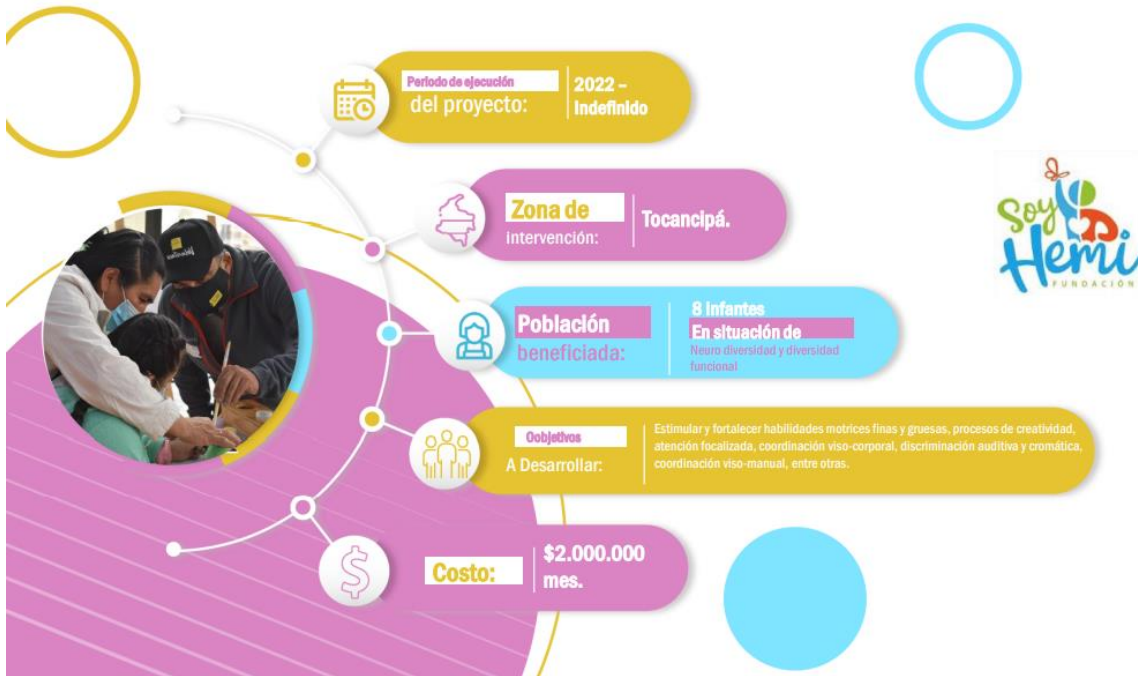 Periodo de ejecución
del proyecto:
2022 –
Indefinido
Zona de
intervención:
Tocancipá.
Población
beneficiada:
8 Infantes
En situación de
Neuro diversidad y diversidad
funcional
Oobjetivos
A Desarrollar:
Estimular y fortalecer habilidades motrices finas y gruesas, procesos de creatividad,
atención focalizada, coordinación viso-corporal, discriminación auditiva y cromática,
coordinación viso-manual, entre otras.
Costo:
$2.000.000
mes.
Soy
Hemi
FUNDACIÓN